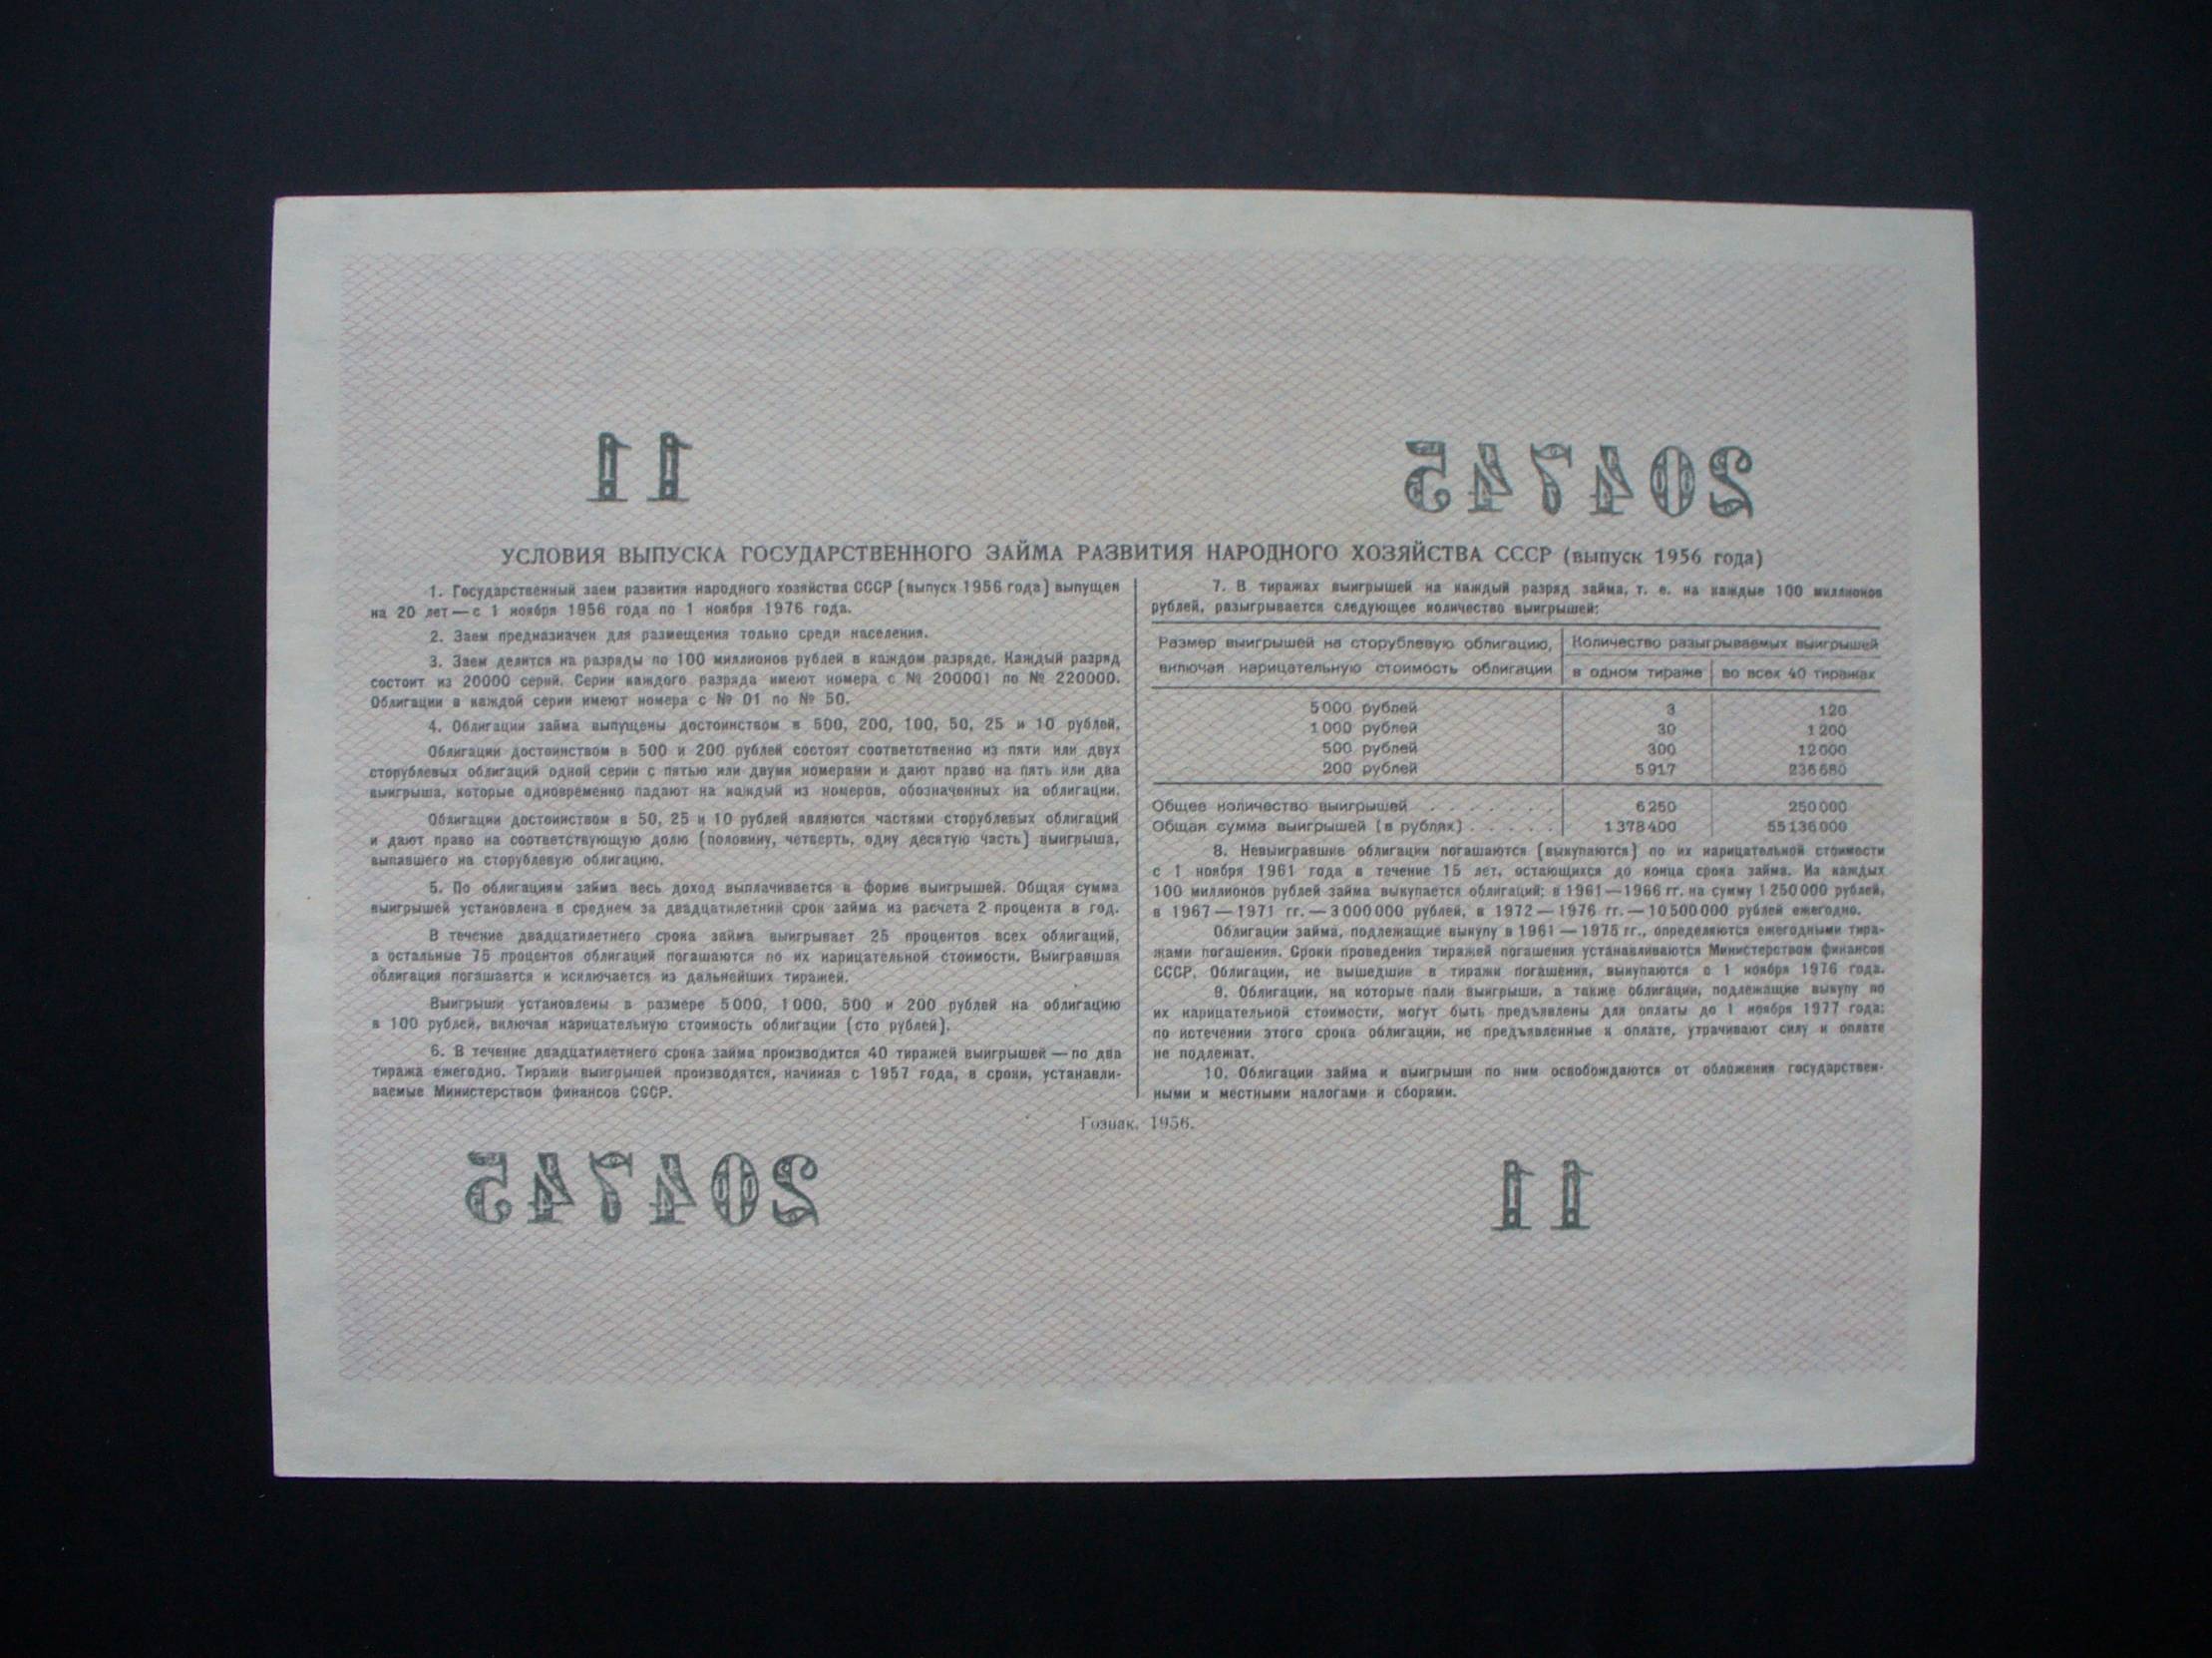 11 204745
УСЛОВИЯ ВЫПУСКА ГОСУДАРСТВЕННОГО ЗАЙМА РАЗВИТИЯ НАРОДНОГО ХОЗЯЙСТВА СССР (выпуск 1956 года)
1. Государственный заем развития народного хозяйства СССР (выпуск 1956 года) выпущен
на 20 лет — с 1 ноября 1956 года по 1 ноября 1976 года.
2. Заем предназначен для размещения только среди населения.
3. Заем делится на разряды по 100 миллионов рублей в каждом разряде. Каждый разряд
состоит из 20000 серий. Серии каждого разряда имеют номера с № 200001 по № 220000.
Облигации в каждой серии имеют номера с № 01 по № 50.
4. Облигации займа выпущены достоинством в 500, 200, 100, 50, 25 и 10 рублей.
Облигации достоинством в 500 и 200 рублей состоят соответственно из пяти или двух
сторублевых облигаций одной серии с пятью или двумя номерами и дают право на пять или два
выигрыша, которые одновременно падают на каждый из номеров, обозначенных на облигации.
Облигации достоинством в 50, 25 и 10 рублей являются частями сторублевых облигаций
и дают право на соответствующую долю (половину, четверть, одну десятую часть) выигрыша,
выпавшего на сторублевую облигацию.
5. По облигациям займа весь доход выплачивается в форме выигрышей. Общая сумма
выигрышей установлена в среднем за двадцатилетний срок займа из расчета 2 процента в год.
В течение двадцатилетнего срока займа выигрывает 25 процентов всех облигаций,
а остальные 75 процентов облигаций погашаются по их нарицательной стоимости. Выигравшая
облигация погашается и исключается из дальнейших тиражей.
Выигрыши установлены в размере 5000, 1000, 500 и 200 рублей на облигацию
в 100 рублей, включая нарицательную стоимость облигации (сто рублей).
6. В течение двадцатилетнего срока займа производится 40 тиражей выигрышей — по два
тиража ежегодно. Тиражи выигрышей производятся, начиная с 1957 года, в сроки, устанавли-
ваемые Министерством финансов СССР.
7. В тиражах выигрышей на каждый разряд займа, т. е. на каждые 100 миллионов
рублей, разыгрывается следующее количество выигрышей:
Размер выигрышей на сторублевую облигацию, Количество разыгрываемых выигрышей
включая нарицательную стоимость облигации в одном тираже во всех 40 тиражах
5000 рублей 3 120
1000 рублей 30 1200
500 рублей 300 12000
200 рублей 5917 236680
Общее количество выигрышей . . . . . . . 6250 250000
Общая сумма выигрышей (в рублях) . . . . . 1378400 55136000
8. Невыигравшие облигации погашаются (выкупаются) по их нарицательной стоимости
с 1 ноября 1961 года в течение 15 лет, остающихся до конца срока займа. Из каждых
100 миллионов рублей займа выкупается облигаций: в 1961—1966 гг. на сумму 1250000 рублей,
в 1967—1971 гг.—3000000 рублей, в 1972—1976 гг.—10500000 рублей ежегодно.
Облигации займа, подлежащие выкупу в 1961—1975 гг., определяются ежегодными тира-
жами погашения. Сроки проведения тиражей погашения устанавливаются Министерством финансов
СССР. Облигации, не вышедшие в тиражи погашения, выкупаются с 1 ноября 1976 года.
9. Облигации, на которые пали выигрыши, а также облигации, подлежащие выкупу по
их нарицательной стоимости, могут быть предъявлены для оплаты до 1 ноября 1977 года;
по истечении этого срока облигации, не предъявленные к оплате, утрачивают силу и оплате
не подлежат.
10. Облигации займа и выигрыши по ним освобождаются от обложения государствен-
ными и местными налогами и сборами.
Гознак. 1956.
204745 11